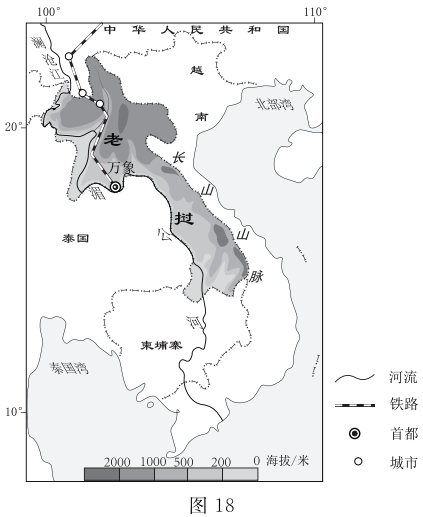 100° 110°
中华人民共和国
澜沧江
越南
北部湾
20°
老挝
长山山脉
万象
湄公河
泰国
柬埔寨
泰国湾
10°
河流
铁路
首都
城市
2000 1000 500 200 0 海拔/米
图 18